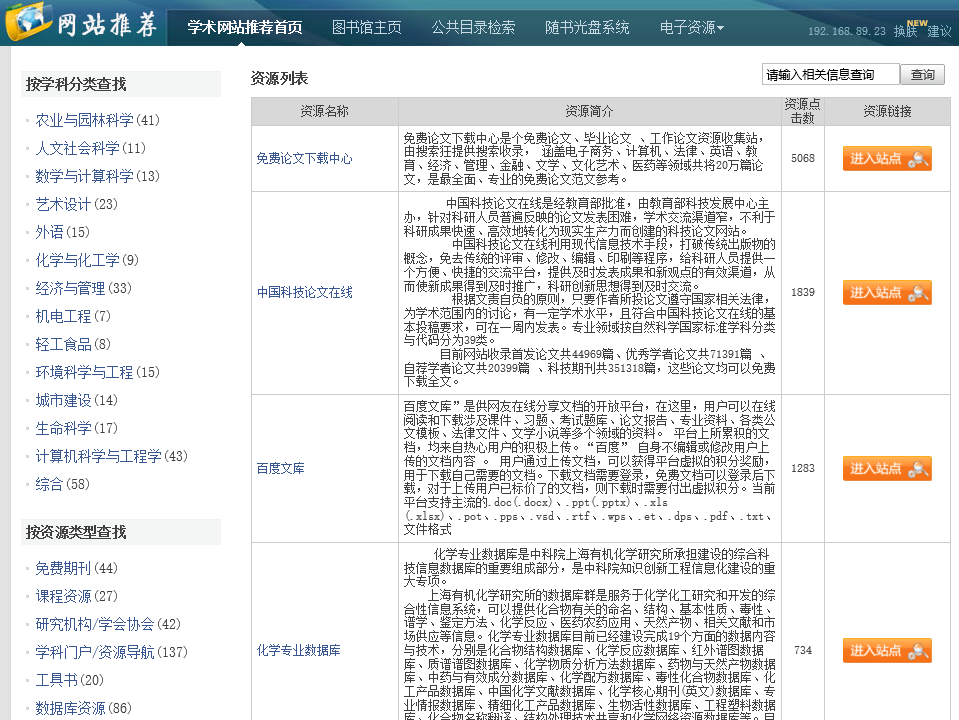 网站推荐
学术网站推荐首页 图书馆主页 公共目录检索 随书光盘系统 电子资源
192.168.89.23 换肤 NEW 建议
按学科分类查找
农业与园林科学(41)
人文社会科学(11)
数学与计算科学(13)
艺术设计(23)
外语(15)
化学与化工学(9)
经济与管理(33)
机电工程(7)
轻工食品(8)
环境科学与工程(15)
城市建设(14)
生命科学(17)
计算机科学与工程学(43)
综合(58)
按资源类型查找
免费期刊(44)
课程资源(27)
研究机构/学会协会(42)
学科门户/资源导航(137)
工具书(20)
数据库资源(86)
资源列表
请输入相关信息查询 查询
资源名称 资源简介 资源点击数 资源链接
免费论文下载中心
免费论文下载中心是个免费论文、毕业论文 、工作论文资源收集站,
由搜索狂提供搜索收录, 涵盖电子商务、计算机、法律、英语、教
育、经济、管理、金融、文学、文化艺术、医药等领域共将20万篇论
文，是最全面、专业的免费论文范文参考。
5068
进入站点
中国科技论文在线
中国科技论文在线是经教育部批准，由教育部科技发展中心主
办，针对科研人员普遍反映的论文发表困难，学术交流渠道窄，不利于
科研成果快速、高效地转化为现实生产力而创建的科技论文网站。
中国科技论文在线利用现代信息技术手段，打破传统出版物的
概念，免去传统的评审、修改、编辑、印刷等程序，给科研人员提供一
个方便、快捷的交流平台，提供及时发表成果和新观点的有效渠道，从
而使新成果得到及时推广，科研创新思想得到及时交流。
根据文责自负的原则，只要作者所投论文遵守国家相关法律，
为学术范围内的讨论，有一定学术水平，且符合中国科技论文在线的基
本投稿要求，可在一周内发表。专业领域按自然科学国家标准学科分类
与代码分为39类。
目前网站收录首发论文共44969篇、优秀学者论文共71391篇 、
自荐学者论文共20399篇 、科技期刊共351318篇，这些论文均可以免费
下载全文。
1839
进入站点
百度文库
百度文库”是供网友在线分享文档的开放平台，在这里，用户可以在线
阅读和下载涉及课件、习题、考试题库、论文报告、专业资料、各类公
文模板、法律文件、文学小说等多个领域的资料。 平台上所累积的文
档，均来自热心用户的积极上传。“百度” 自身不编辑或修改用户上
传的文档内容 。 用户通过上传文档，可以获得平台虚拟的积分奖励，
用于下载自己需要的文档。下载文档需要登录，免费文档可以登录后下
载，对于上传用户已标价了的文档，则下载时需要付出虚拟积分。当前
平台支持主流的.doc(.docx)、.ppt(.pptx)、.xls
(.xlsx)、.pot、.pps、.vsd、.rtf、.wps、.et、.dps、.pdf、.txt、
文件格式
1283
进入站点
化学专业数据库
化学专业数据库是中科院上海有机化学研究所承担建设的综合科
技信息数据库的重要组成部分，是中科院知识创新工程信息化建设的重
大专项。
上海有机化学研究所的数据库群是服务于化学化工研究和开发的综
合性信息系统，可以提供化合物有关的命名、结构、基本性质、毒性、
谱学、鉴定方法、化学反应、医药农药应用、天然产物、相关文献和市
场供应等信息。化学专业数据库目前已经建设完成19个方面的数据内容
与技术，分别是化合物结构数据库、化学反应数据库、红外谱图数据
库、质谱谱图数据库、化学物质分析方法数据库、药物与天然产物数据
库、中药与有效成分数据库、化学配方数据库、毒性化合物数据库、化
工产品数据库、中国化学文献数据库、化学核心期刊(英文)数据库、专
业情报数据库、精细化工产品数据库、生物活性数据库、工程塑料数据
库、化合物名称翻译、结构处理技术共享和化学网络资源数据库等。目
734
进入站点